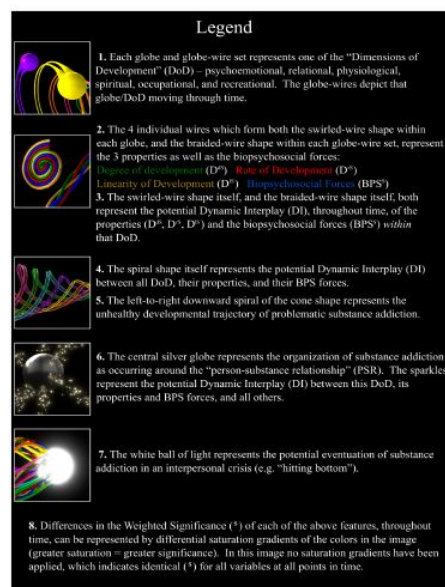 Legend
1. Each globe and globe-wire set represents one of the “Dimensions of
Development” (DoD) – psychoemotional, relational, physiological,
spiritual, occupational, and recreational. The globe-wires depict that
globe/DoD moving through time.
2. The 4 individual wires which form both the swirled-wire shape within
each globe, and the braided-wire shape within each globe-wire set, represent
the 3 properties as well as the biopsychosocial forces:
Degree of development Rate of Development
Linearity of Development Biopsychosocial Forces
3. The swirled-wire shape itself, and the braided-wire shape itself, both
represent the potential Dynamic Interplay (DI), throughout time, of the
properties and the biopsychosocial forces within
that DoD.
4. The spiral shape itself represents the potential Dynamic Interplay (DI)
between all DoD, their properties, and their BPS forces.
5. The left-to-right downward spiral of the cone shape represents the
unhealthy developmental trajectory of problematic substance addiction.
6. The central silver globe represents the organization of substance addiction
as occurring around the “person-substance relationship” (PSR). The sparkles
represent the potential Dynamic Interplay (DI) between this DoD, its
properties and BPS forces, and all others.
7. The white ball of light represents the potential eventuation of substance
addiction in an interpersonal crisis (e.g. “hitting bottom”).
8. Differences in the Weighted Significance of each of the above features, throughout
time, can be represented by differential saturation gradients of the colors in the image
(greater saturation = greater significance). In this image no saturation gradients have been
applied, which indicates identical for all variables at all points in time.